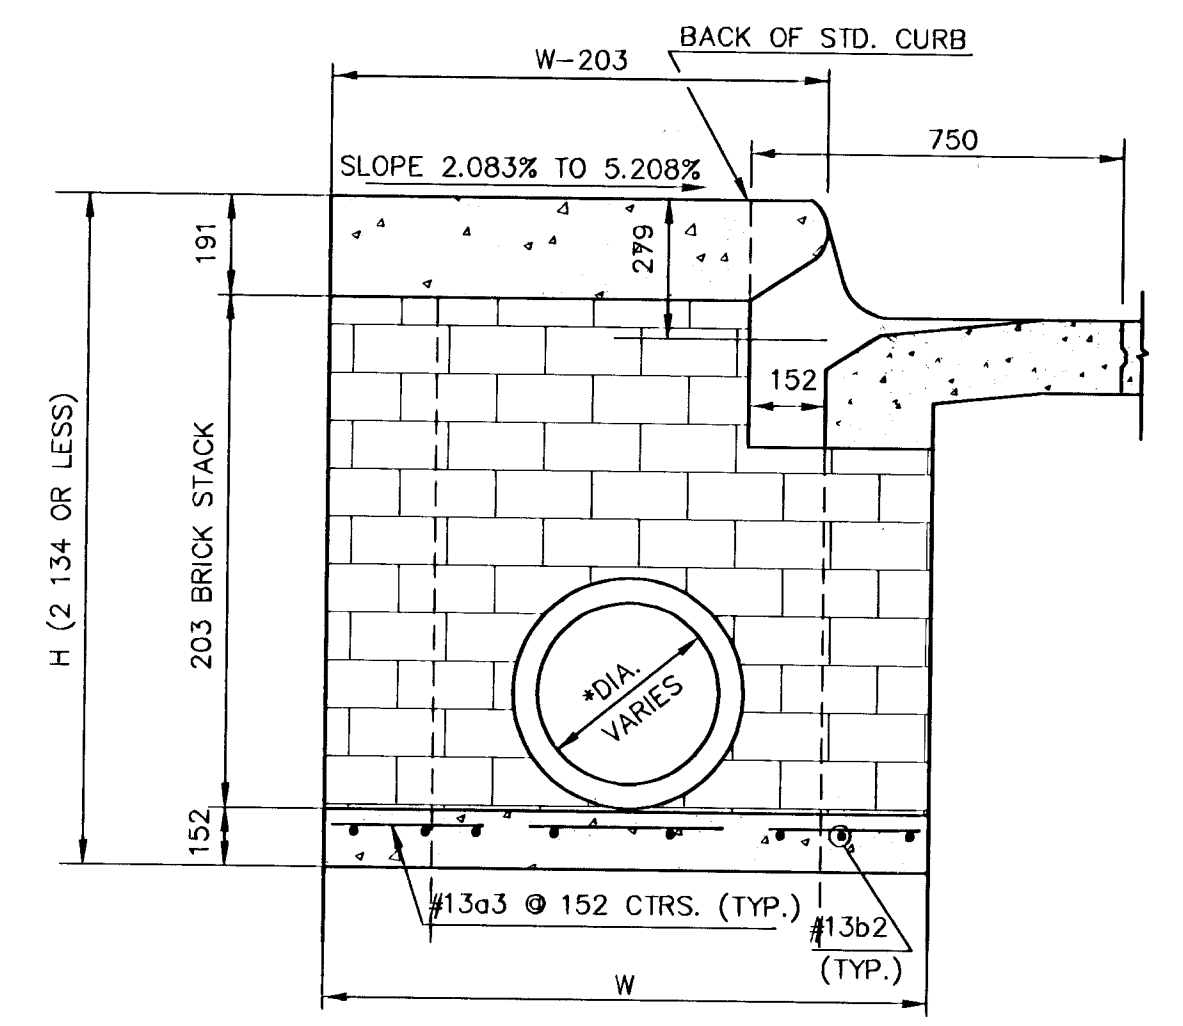 BACK OF STD. CURB
W-203
750
SLOPE 2.083% TO 5.208%
191
279
152
H (2 134 OR LESS)
203 BRICK STACK
*DIA.
VARIES
152
#13a3 @ 152 CTRS. (TYP.)
#13b2
(TYP.)
W